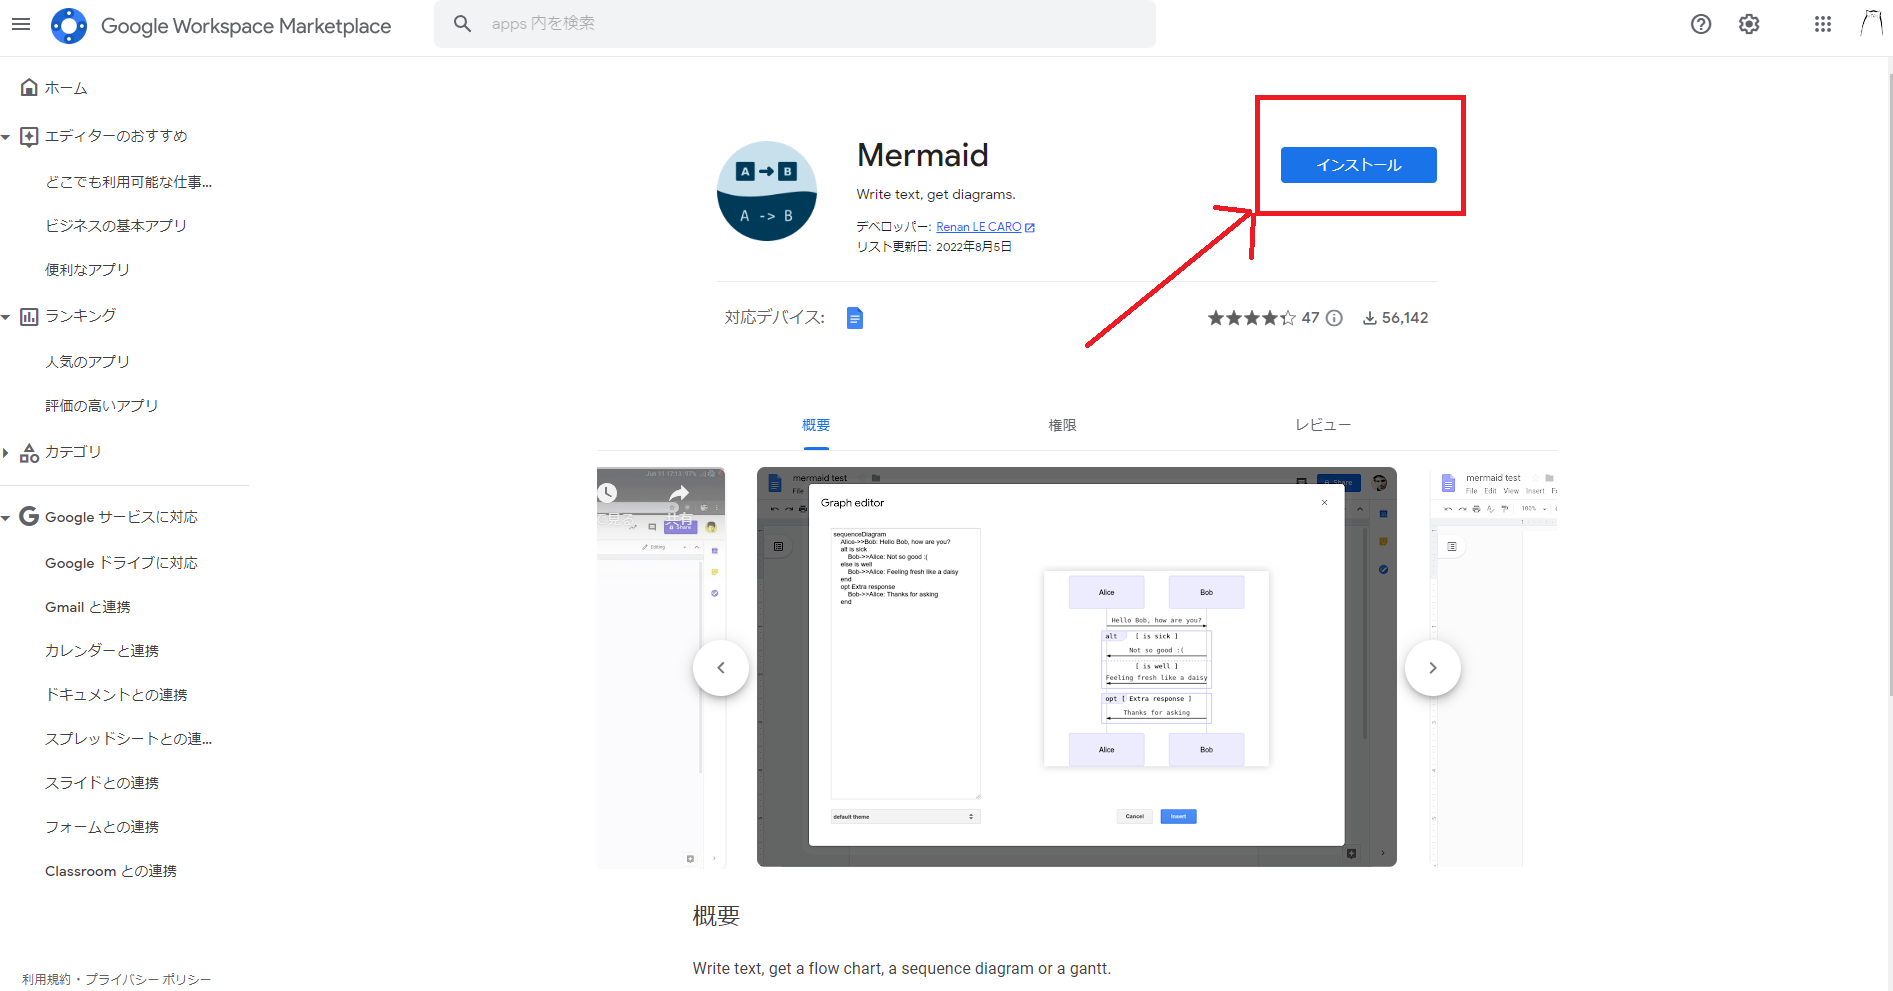 Google Workspace Marketplace
apps 内を検索
ホーム
エディターのおすすめ
どこでも利用可能な仕事...
ビジネスの基本アプリ
便利なアプリ
ランキング
人気のアプリ
評価の高いアプリ
カテゴリ
Google サービスに対応
Google ドライブに対応
Gmail と連携
カレンダーと連携
ドキュメントとの連携
スプレッドシートとの連...
スライドとの連携
フォームとの連携
Classroom との連携
利用規約・プライバシー ポリシー
A B
A -> B
Mermaid
Write text, get diagrams.
デベロッパー: Renan LE CARO
リスト更新日: 2022年8月5日
インストール
対応デバイス:
47
56,142
概要
権限
レビュー
で見る
共有
Share
Editing
mermaid test
File
Share
Graph editor
sequenceDiagram
Alice->>Bob: Hello Bob, how are you?
alt is sick
Bob->>Alice: Not so good :(
else is well
Bob->>Alice: Feeling fresh like a daisy
end
opt Extra response
Bob->>Alice: Thanks for asking
end
default theme
Alice Bob
Hello Bob, how are you?
alt [ is sick ]
Not so good :(
[ is well ]
Feeling fresh like a daisy
opt [ Extra response ]
Thanks for asking
Alice Bob
Cancel Insert
mermaid test
File Edit View Insert
100%
概要
Write text, get a flow chart, a sequence diagram or a gantt.